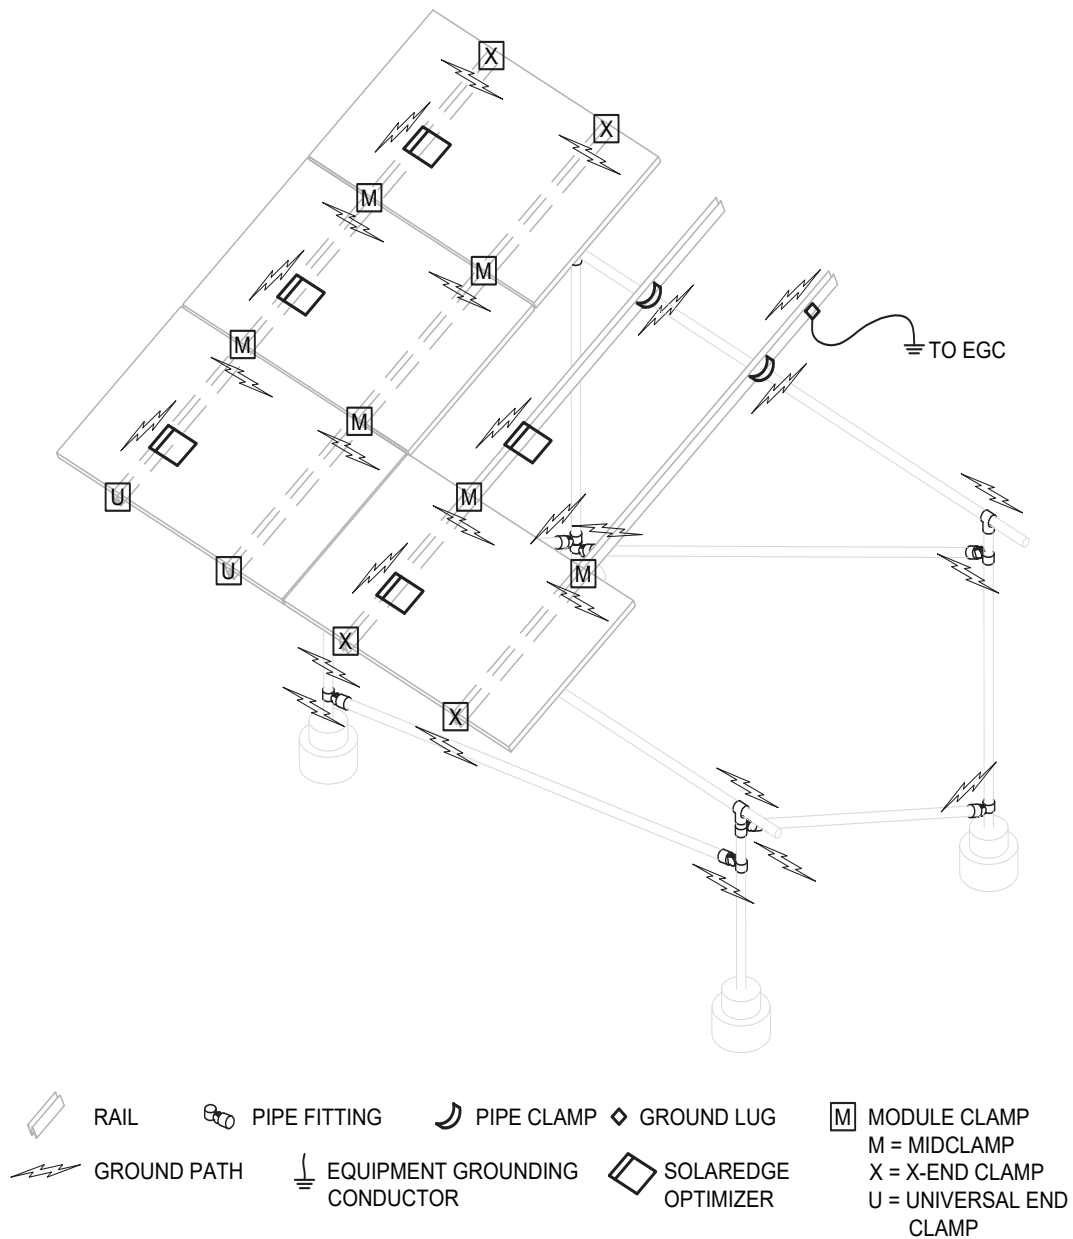 X
X
M
M
TO EGC
M
M
U
M
U
M
X
X
RAIL
PIPE FITTING
PIPE CLAMP
GROUND LUG
M
MODULE CLAMP
M = MIDCLAMP
X = X-END CLAMP
U = UNIVERSAL END
CLAMP
GROUND PATH
EQUIPMENT GROUNDING
CONDUCTOR
SOLAREDGE
OPTIMIZER